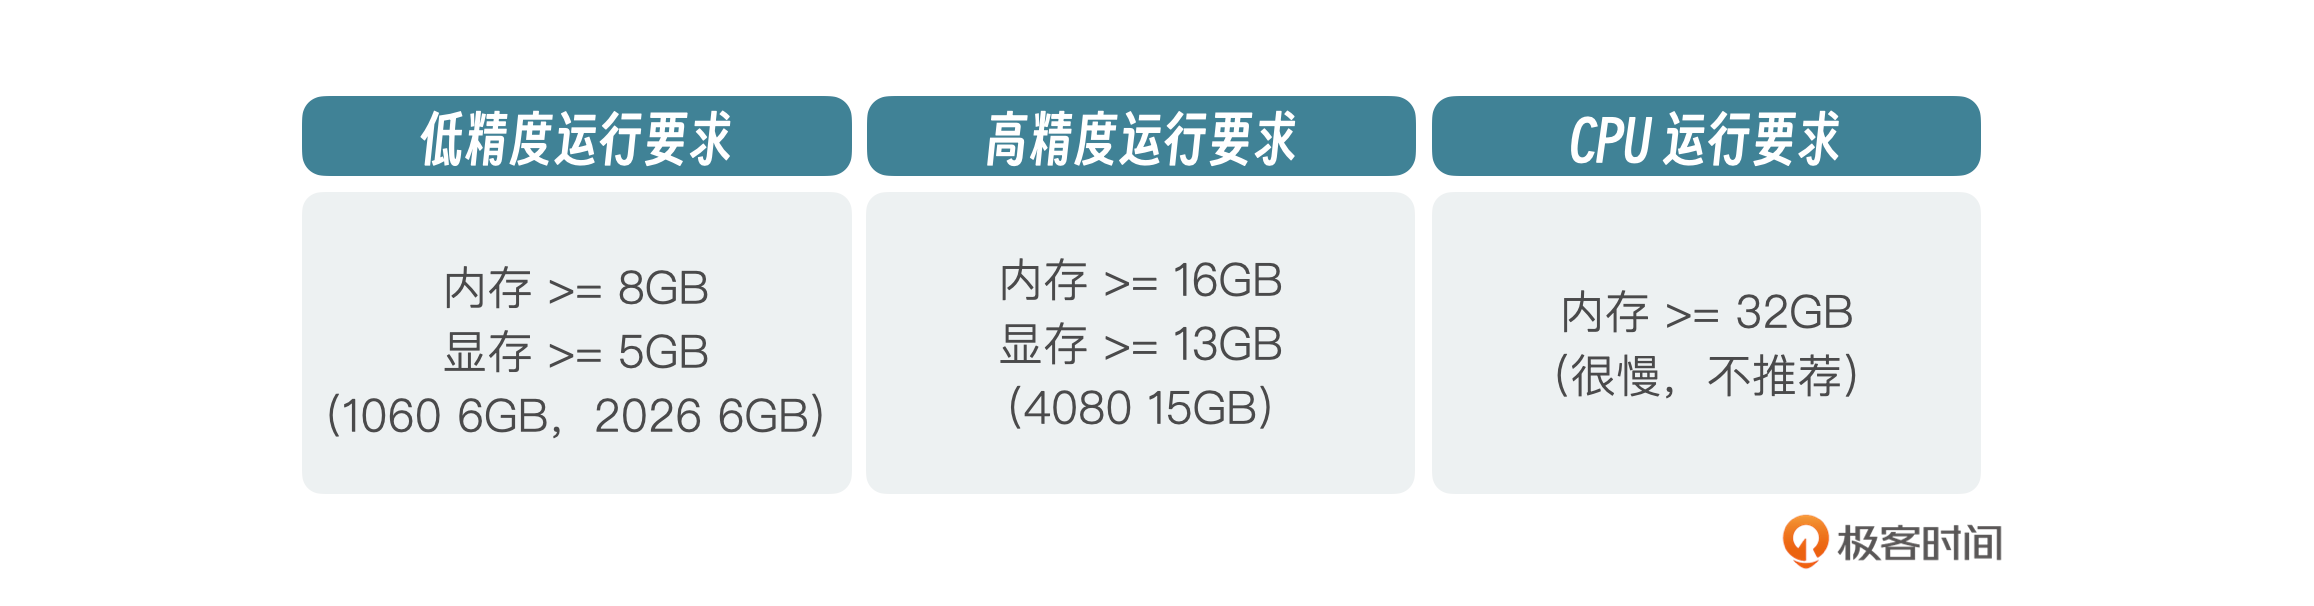 低精度运行要求
高精度运行要求
CPU 运行要求
内存 >= 8GB
显存 >= 5GB
(1060 6GB，2026 6GB)
内存 >= 16GB
显存 >= 13GB
(4080 15GB)
内存 >= 32GB
(很慢，不推荐)
极客时间